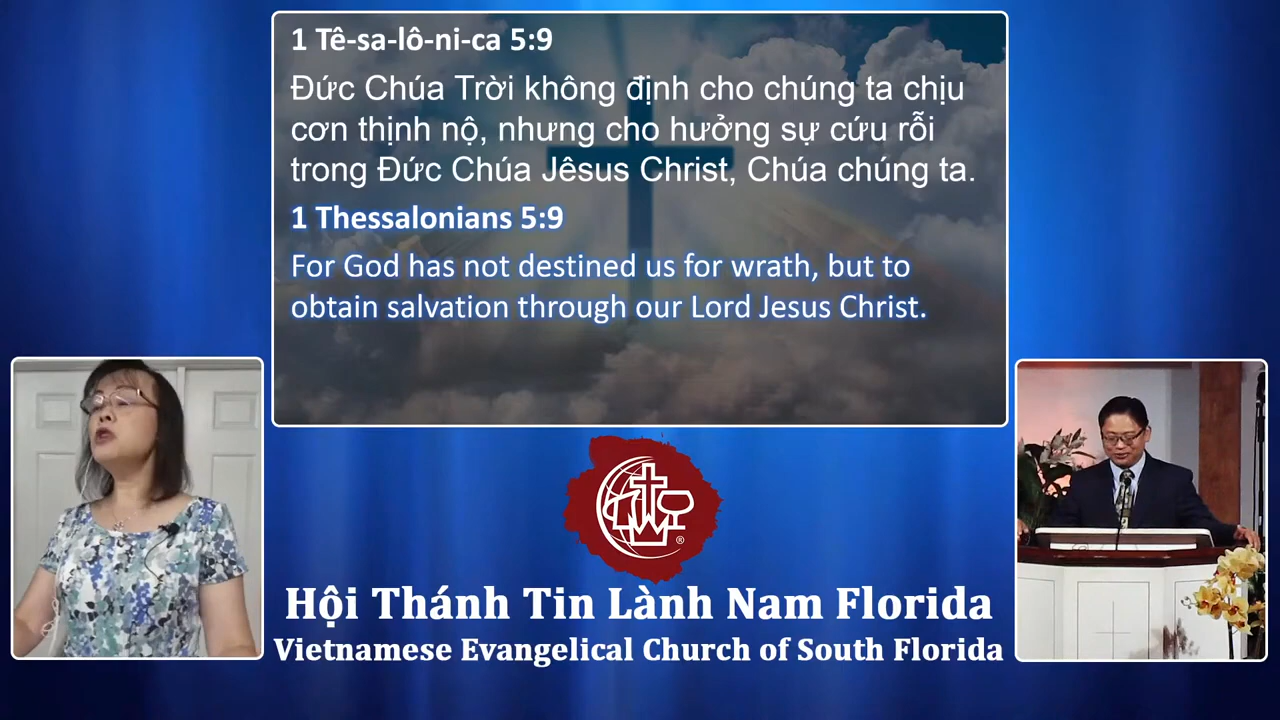 1 Tê-sa-lô-ni-ca 5:9
Đức Chúa Trời không định cho chúng ta chịu
cơn thịnh nộ, nhưng cho hưởng sự cứu rỗi
trong Đức Chúa Jêsus Christ, Chúa chúng ta.
1 Thessalonians 5:9
For God has not destined us for wrath, but to
obtain salvation through our Lord Jesus Christ.
®
Hội Thánh Tin Lành Nam Florida
Vietnamese Evangelical Church of South Florida